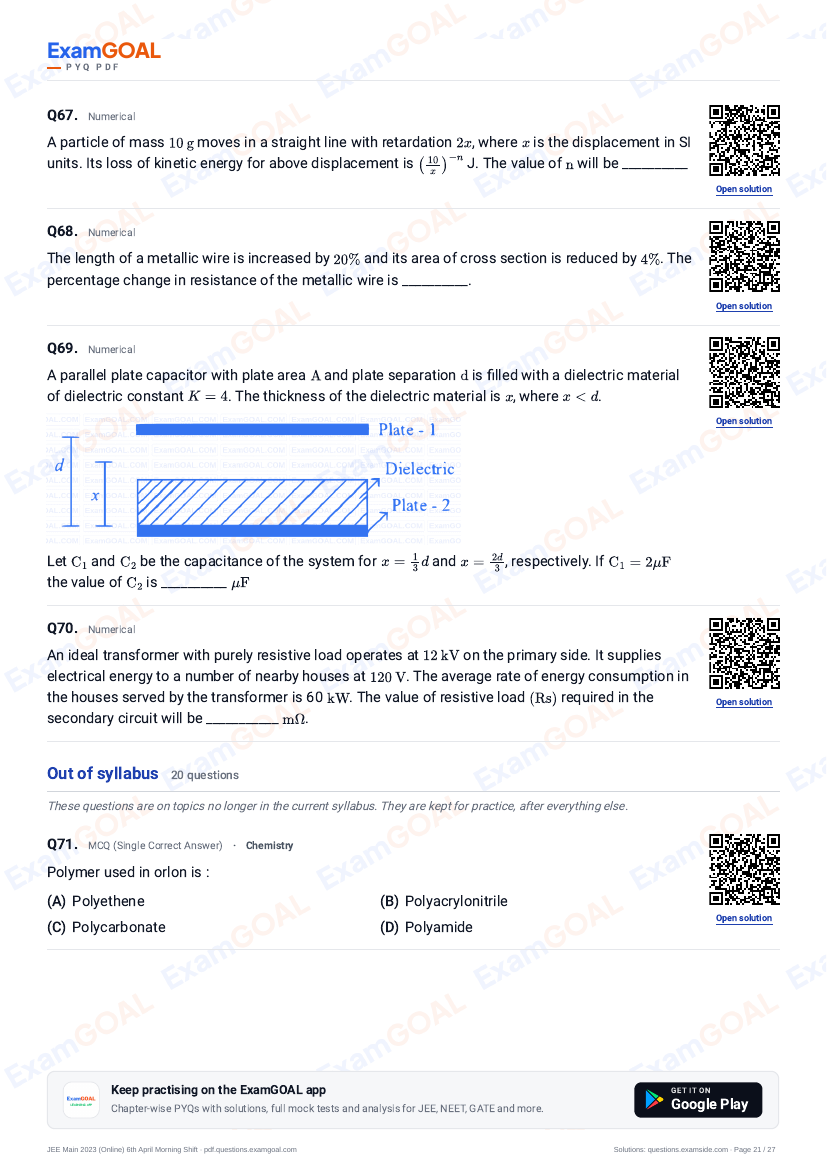 ExamGOAL
PYQ PDF
Q67. Numerical
A particle of mass 10 g moves in a straight line with retardation 2x, where x is the displacement in SI
units. Its loss of kinetic energy for above displacement is (10/x)^−n J. The value of n will be __________
Open solution
Q68. Numerical
The length of a metallic wire is increased by 20% and its area of cross section is reduced by 4%. The
percentage change in resistance of the metallic wire is __________.
Open solution
Q69. Numerical
A parallel plate capacitor with plate area A and plate separation d is filled with a dielectric material
of dielectric constant K = 4. The thickness of the dielectric material is x, where x < d.
Open solution
Plate - 1
d
Dielectric
x
Plate - 2
Let C₁ and C₂ be the capacitance of the system for x = 1/3 d and x = 2d/3, respectively. If C₁ = 2μF
the value of C₂ is __________ μF
Q70. Numerical
An ideal transformer with purely resistive load operates at 12 kV on the primary side. It supplies
electrical energy to a number of nearby houses at 120 V. The average rate of energy consumption in
the houses served by the transformer is 60 kW. The value of resistive load (Rs) required in the
secondary circuit will be ___________ mΩ.
Open solution
Out of syllabus 20 questions
These questions are on topics no longer in the current syllabus. They are kept for practice, after everything else.
Q71. MCQ (Single Correct Answer) · Chemistry
Polymer used in orlon is :
(A) Polyethene (B) Polyacrylonitrile
(C) Polycarbonate (D) Polyamide
Open solution
ExamGOAL
Keep practising on the ExamGOAL app
Chapter-wise PYQs with solutions, full mock tests and analysis for JEE, NEET, GATE and more.
GET IT ON
Google Play
JEE Main 2023 (Online) 6th April Morning Shift · pdf.questions.examgoal.com Solutions: questions.examside.com · Page 21 / 27